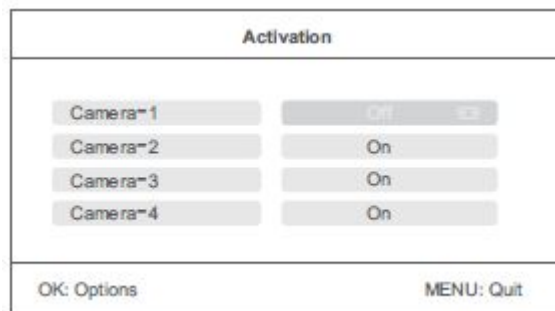 Activation
Camera-1 Off
Camera-2 On
Camera-3 On
Camera-4 On
OK: Options MENU: Quit